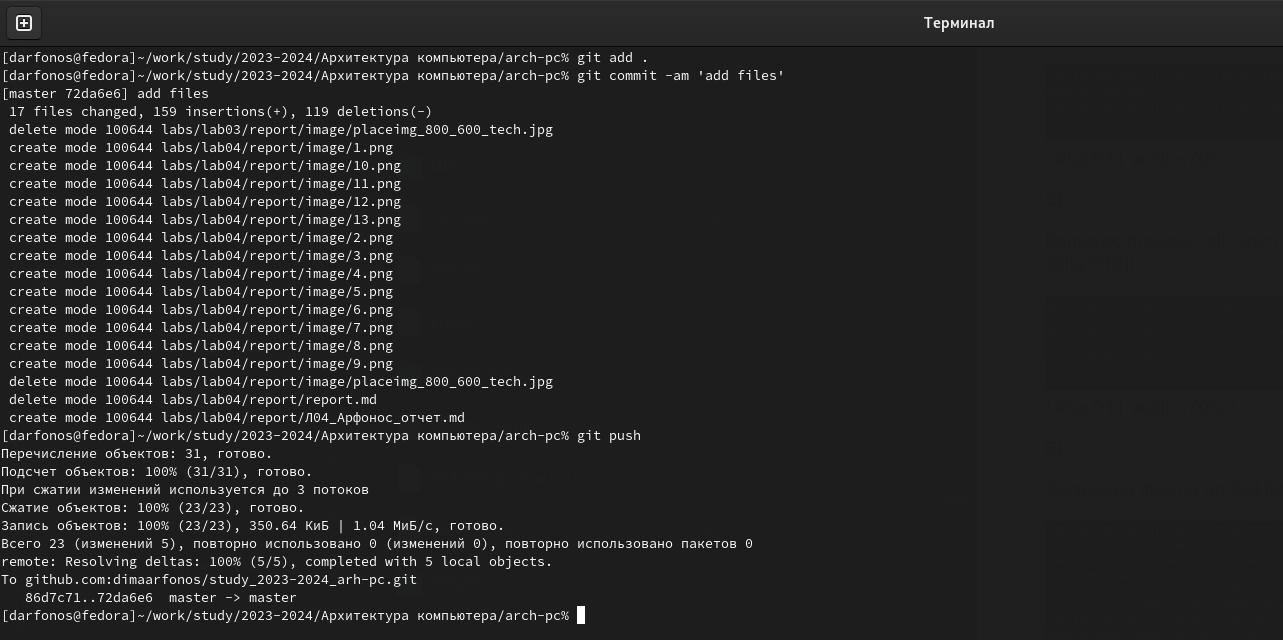 Терминал
[darfonos@fedora]~/work/study/2023-2024/Архитектура компьютера/arch-pc% git add .
[darfonos@fedora]~/work/study/2023-2024/Архитектура компьютера/arch-pc% git commit -am 'add files'
[master 72da6e6] add files
 17 files changed, 159 insertions(+), 119 deletions(-)
 delete mode 100644 labs/lab03/report/image/placeimg_800_600_tech.jpg
 create mode 100644 labs/lab04/report/image/1.png
 create mode 100644 labs/lab04/report/image/10.png
 create mode 100644 labs/lab04/report/image/11.png
 create mode 100644 labs/lab04/report/image/12.png
 create mode 100644 labs/lab04/report/image/13.png
 create mode 100644 labs/lab04/report/image/2.png
 create mode 100644 labs/lab04/report/image/3.png
 create mode 100644 labs/lab04/report/image/4.png
 create mode 100644 labs/lab04/report/image/5.png
 create mode 100644 labs/lab04/report/image/6.png
 create mode 100644 labs/lab04/report/image/7.png
 create mode 100644 labs/lab04/report/image/8.png
 create mode 100644 labs/lab04/report/image/9.png
 delete mode 100644 labs/lab04/report/image/placeimg_800_600_tech.jpg
 delete mode 100644 labs/lab04/report/report.md
 create mode 100644 labs/lab04/report/Л04_Арфонос_отчет.md
[darfonos@fedora]~/work/study/2023-2024/Архитектура компьютера/arch-pc% git push
Перечисление объектов: 31, готово.
Подсчет объектов: 100% (31/31), готово.
При сжатии изменений используется до 3 потоков
Сжатие объектов: 100% (23/23), готово.
Запись объектов: 100% (23/23), 350.64 КиБ | 1.04 МиБ/с, готово.
Всего 23 (изменений 5), повторно использовано 0 (изменений 0), повторно использовано пакетов 0
remote: Resolving deltas: 100% (5/5), completed with 5 local objects.
To github.com:dimaarfonos/study_2023-2024_arh-pc.git
   86d7c71..72da6e6  master -> master
[darfonos@fedora]~/work/study/2023-2024/Архитектура компьютера/arch-pc%